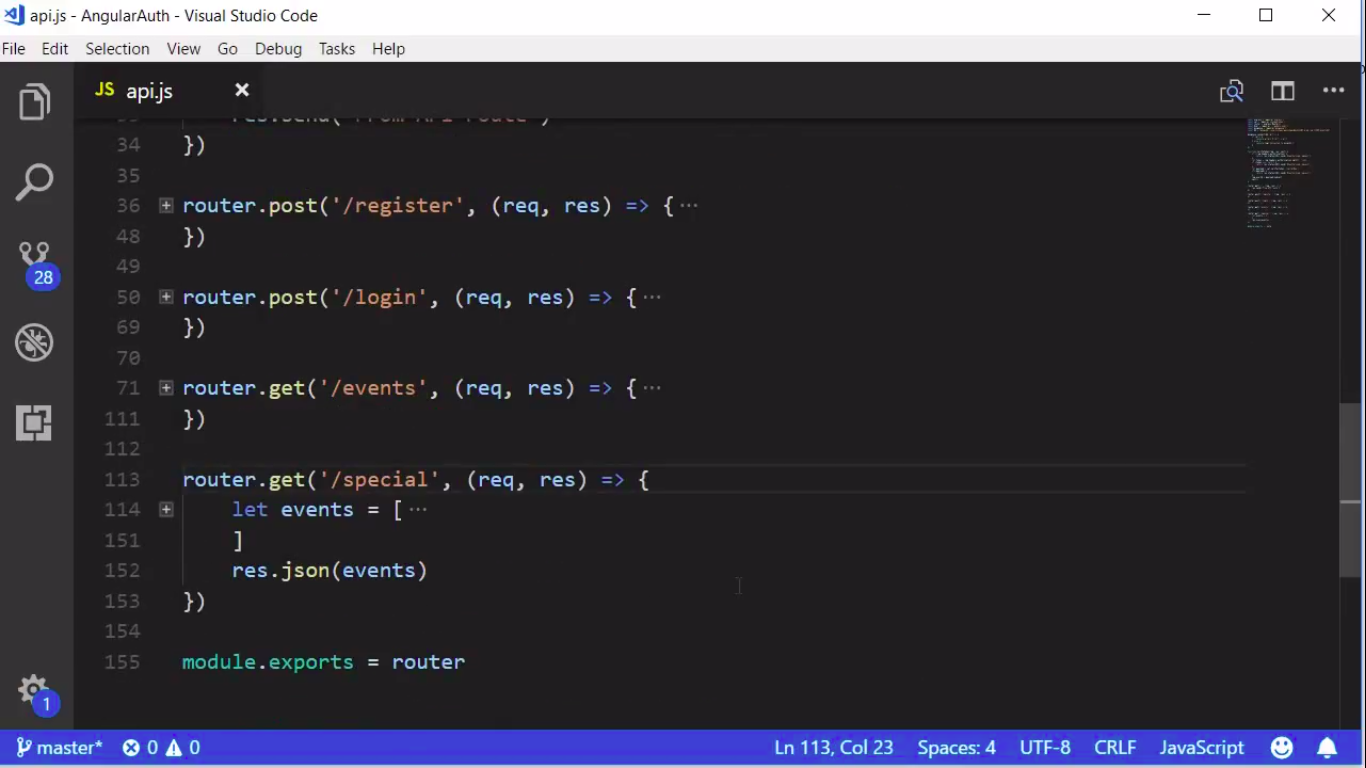 api.js - AngularAuth - Visual Studio Code
File Edit Selection View Go Debug Tasks Help
JS api.js
34 })
35
36 router.post('/register', (req, res) => {···
48 })
49
50 router.post('/login', (req, res) => {···
69 })
70
71 router.get('/events', (req, res) => {···
111 })
112
113 router.get('/special', (req, res) => {
114 let events = [···
151 ]
152 res.json(events)
153 })
154
155 module.exports = router
28
1
master* 0 0 Ln 113, Col 23 Spaces: 4 UTF-8 CRLF JavaScript